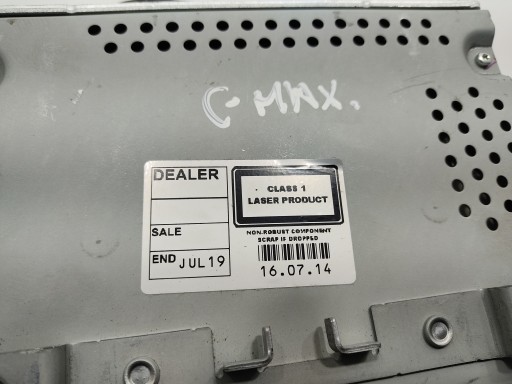 C-MAX.
DEALER
CLASS 1
LASER PRODUCT
SALE
NON-ROBUST COMPONENT
SCRAP IF DROPPED
END JUL19
16.07.14